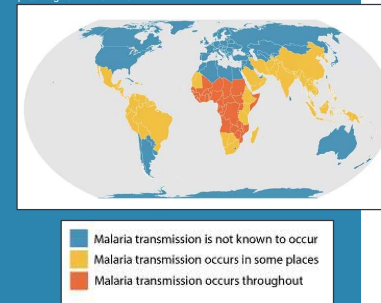 Malaria transmission is not known to occur
Malaria transmission occurs in some places
Malaria transmission occurs throughout